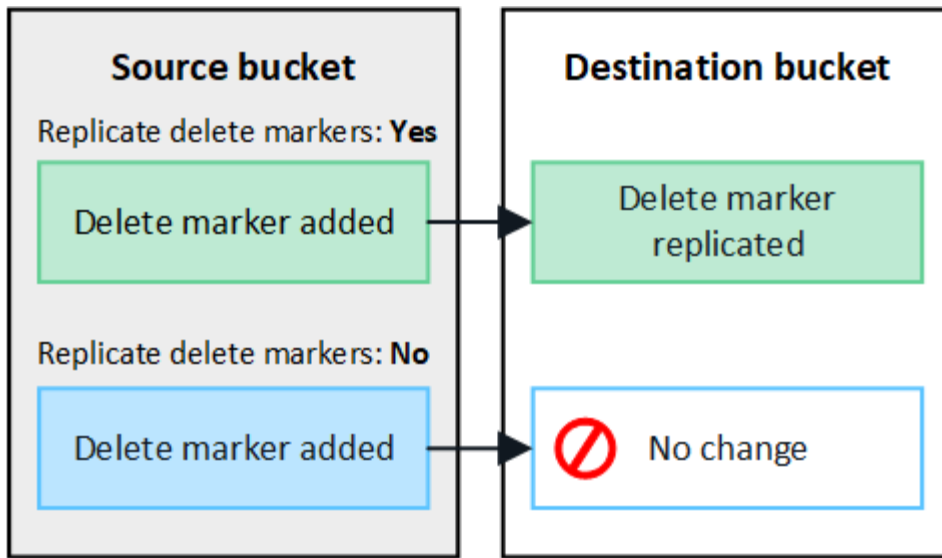 Source bucket
Replicate delete markers: Yes
Delete marker added
Replicate delete markers: No
Delete marker added
Destination bucket
Delete marker
replicated
No change